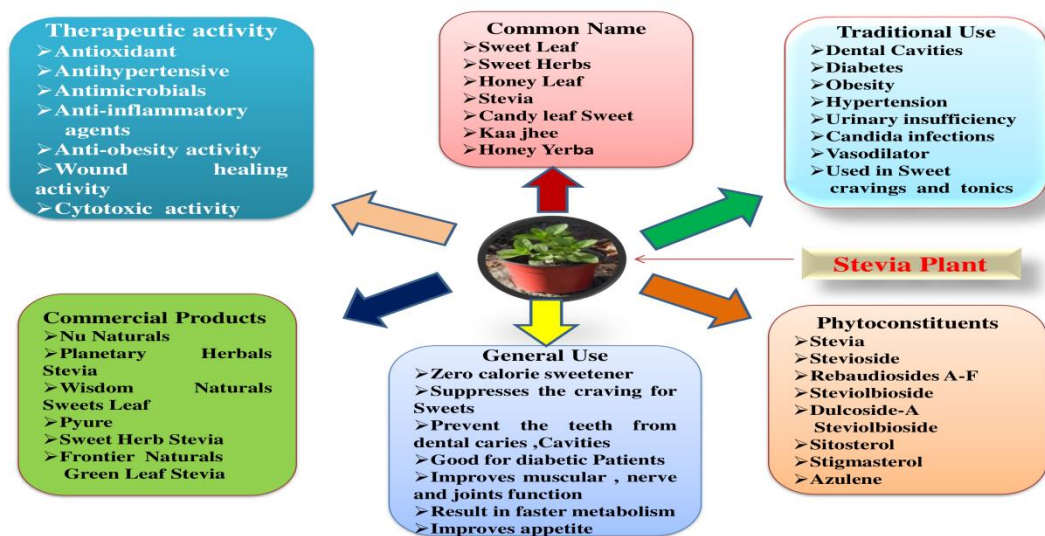 Therapeutic activity
➢Antioxidant
➢Antihypertensive
➢Antimicrobials
➢Anti-inflammatory
agents
➢Anti-obesity activity
➢Wound healing
activity
➢Cytotoxic activity
Common Name
➢Sweet Leaf
➢Sweet Herbs
➢Honey Leaf
➢Stevia
➢Candy leaf Sweet
➢Kaa jhee
➢Honey Yerba
Traditional Use
➢Dental Cavities
➢Diabetes
➢Obesity
➢Hypertension
➢Urinary insufficiency
➢Candida infections
➢Vasodilator
➢Used in Sweet
cravings and tonics
Stevia Plant
Commercial Products
➢Nu Naturals
➢Planetary Herbals
Stevia
➢Wisdom Naturals
Sweets Leaf
➢Pyure
➢Sweet Herb Stevia
➢Frontier Naturals
Green Leaf Stevia
General Use
➢Zero calorie sweetener
➢Suppresses the craving for
Sweets
➢Prevent the teeth from
dental caries ,Cavities
➢Good for diabetic Patients
➢Improves muscular , nerve
and joints function
➢Result in faster metabolism
➢Improves appetite
Phytoconstituents
➢Stevia
➢Stevioside
➢Rebaudiosides A-F
➢Steviolbioside
➢Dulcoside-A
Steviolbioside
➢Sitosterol
➢Stigmasterol
➢Azulene